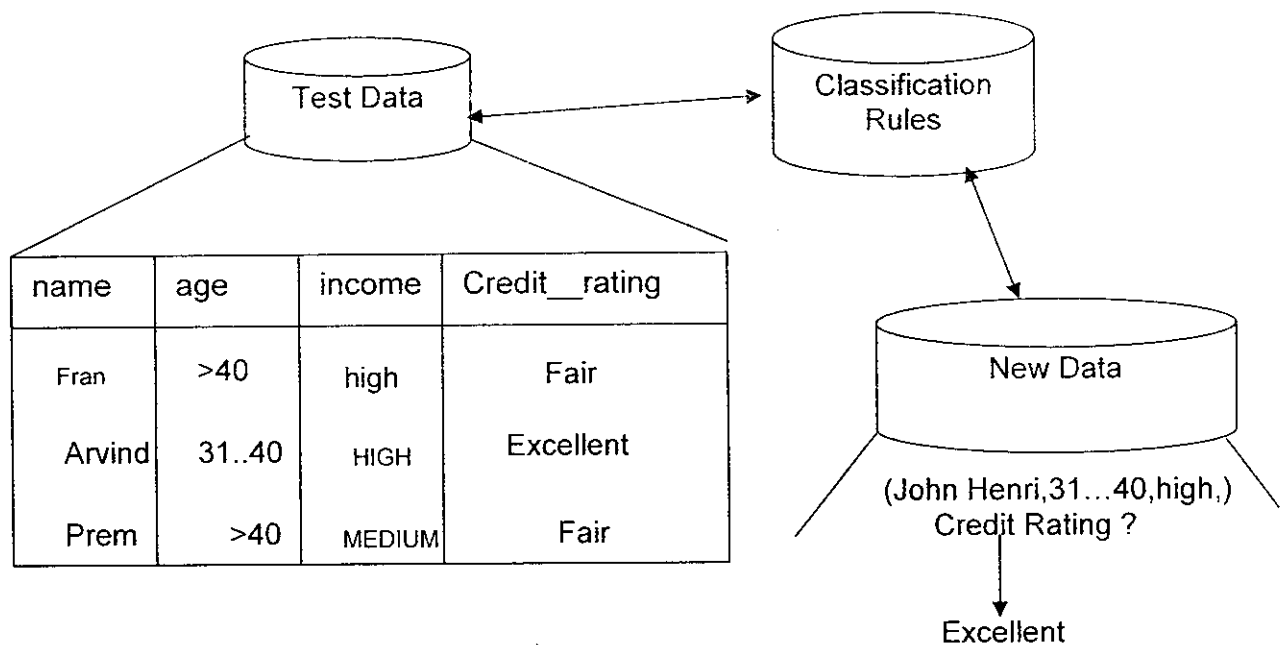 Test Data
Classification
Rules
name age income Credit__rating
Fran >40 high Fair
Arvind 31..40 HIGH Excellent
Prem >40 MEDIUM Fair
New Data
(John Henri,31...40,high,)
Credit Rating ?
Excellent